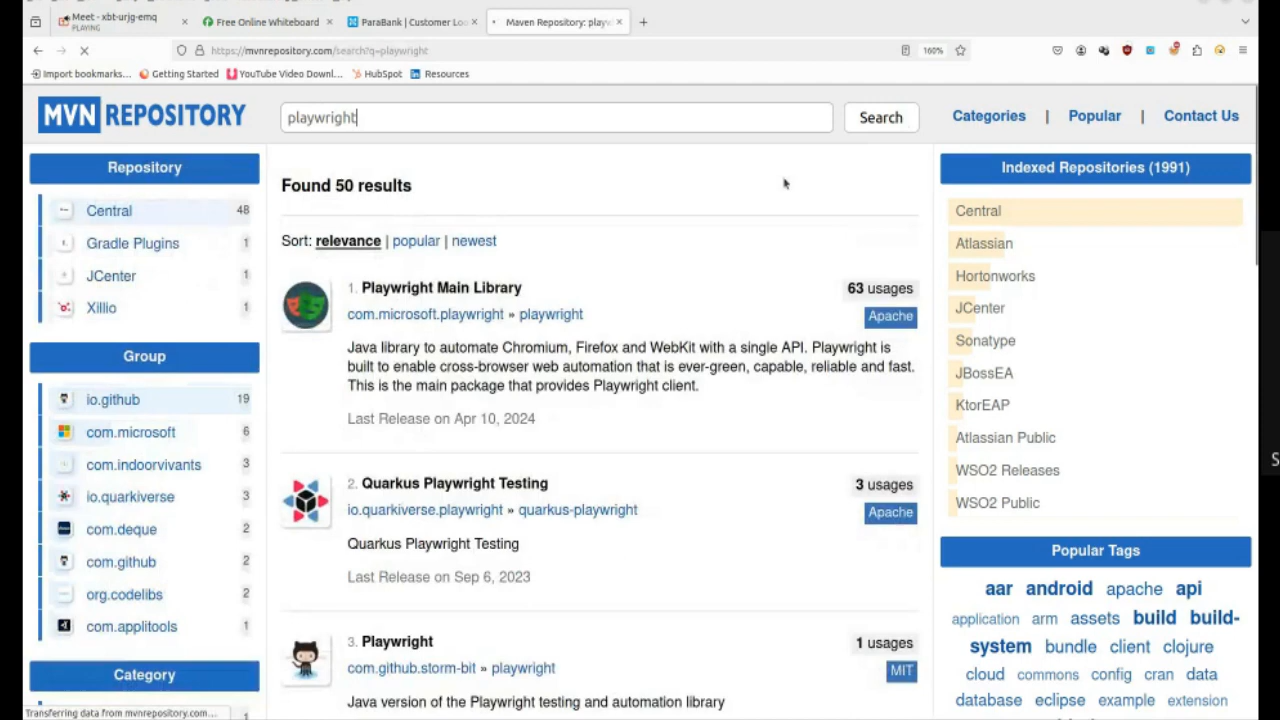 Meet - xbt-urjg-emq
PLAYING
Free Online Whiteboard
ParaBank | Customer Loo
Maven Repository: playw
https://mvnrepository.com/search?q=playwright
160%
Import bookmarks...
Getting Started
YouTube Video Downl...
HubSpot
Resources
MVN REPOSITORY
playwright
Search
Categories | Popular | Contact Us
Repository
Central 48
Gradle Plugins 1
JCenter 1
Xillio 1
Group
io.github 19
com.microsoft 6
com.indoorvivants 3
io.quarkiverse 3
com.deque 2
com.github 2
org.codelibs 2
com.applitools 1
Category
1
Transferring data from mvnrepository.com...
Found 50 results
Sort: relevance | popular | newest
1. Playwright Main Library
63 usages
com.microsoft.playwright » playwright
Apache
Java library to automate Chromium, Firefox and WebKit with a single API. Playwright is
built to enable cross-browser web automation that is ever-green, capable, reliable and fast.
This is the main package that provides Playwright client.
Last Release on Apr 10, 2024
2. Quarkus Playwright Testing
3 usages
io.quarkiverse.playwright » quarkus-playwright
Apache
Quarkus Playwright Testing
Last Release on Sep 6, 2023
3. Playwright
1 usages
com.github.storm-bit » playwright
MIT
Java version of the Playwright testing and automation library
Indexed Repositories (1991)
Central
Atlassian
Hortonworks
JCenter
Sonatype
JBossEA
KtorEAP
Atlassian Public
WSO2 Releases
WSO2 Public
Popular Tags
aar android apache api
application arm assets build build-
system bundle client clojure
cloud commons config cran data
database eclipse example extension
S